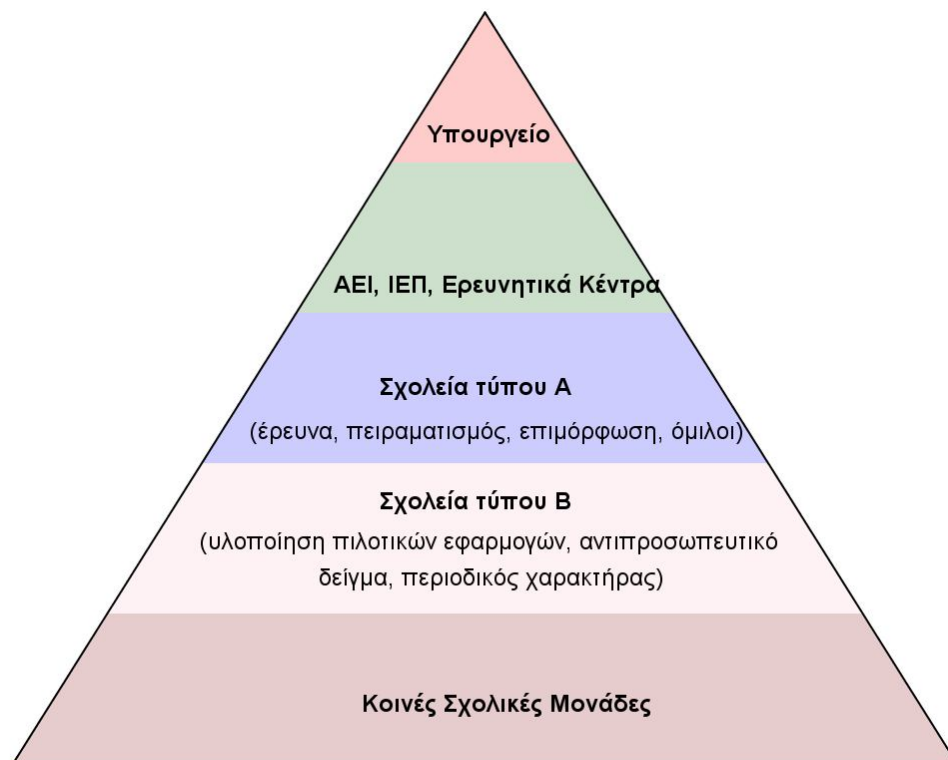 Υπουργείο
ΑΕΙ, ΙΕΠ, Ερευνητικά Κέντρα
Σχολεία τύπου Α
(έρευνα, πειραματισμός, επιμόρφωση, όμιλοι)
Σχολεία τύπου Β
(υλοποίηση πιλοτικών εφαρμογών, αντιπροσωπευτικό
δείγμα, περιοδικός χαρακτήρας)
Κοινές Σχολικές Μονάδες